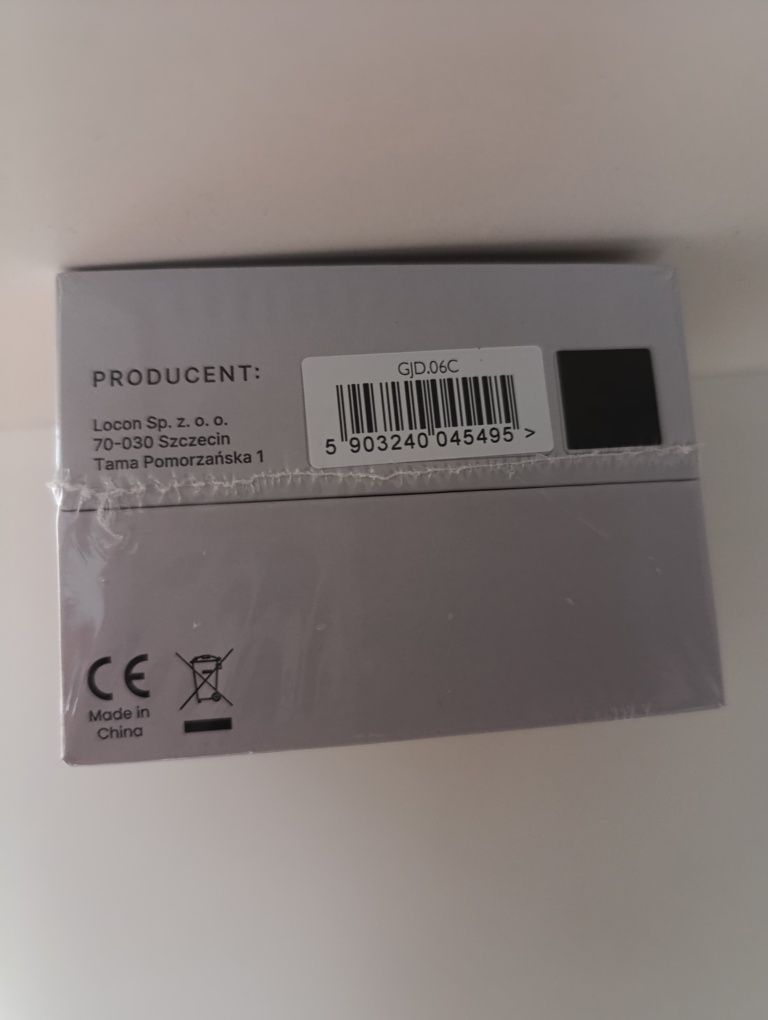 PRODUCENT:
Locon Sp. z. o. o.
70-030 Szczecin
Tama Pomorzańska 1
GJD.06C
5 903240 045495 >
CE
Made in
China